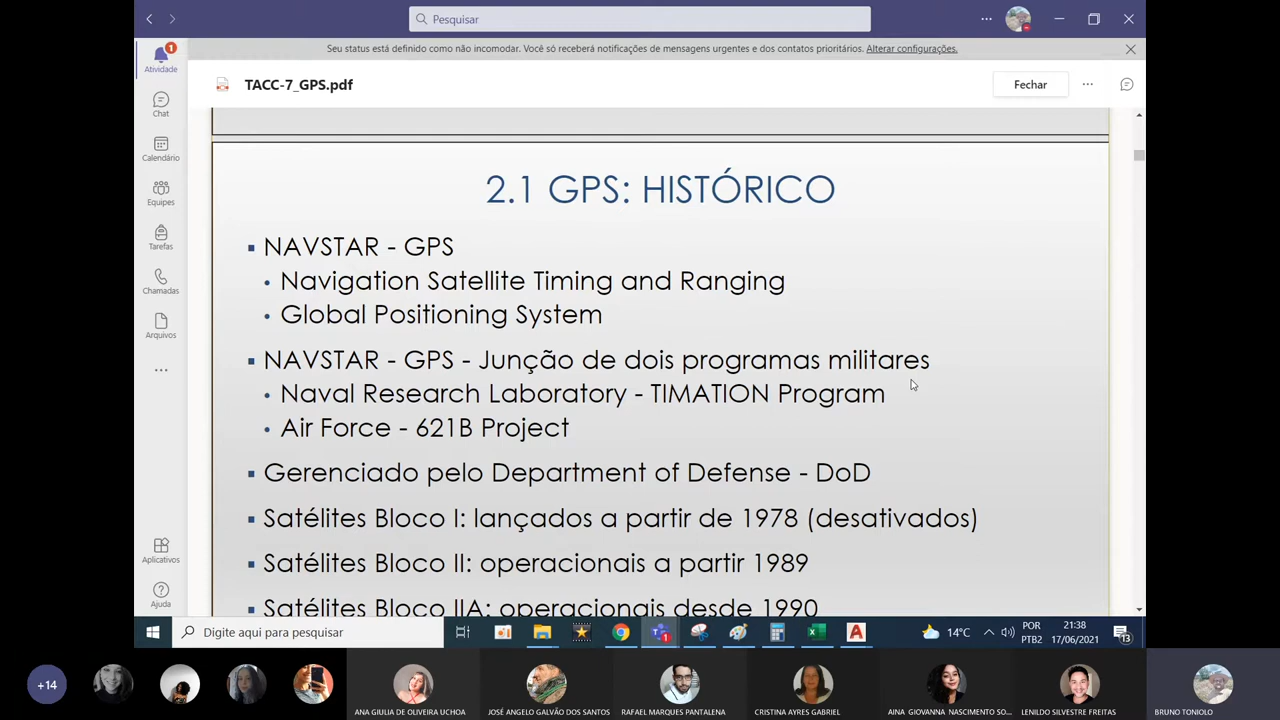 Pesquisar
Seu status está definido como não incomodar. Você só receberá notificações de mensagens urgentes e dos contatos prioritários. Alterar configurações.
1
Atividade
Chat
Calendário
Equipes
Tarefas
Chamadas
Arquivos
Aplicativos
Ajuda
TACC-7_GPS.pdf
Fechar
2.1 GPS: HISTÓRICO
NAVSTAR - GPS
Navigation Satellite Timing and Ranging
Global Positioning System
NAVSTAR - GPS - Junção de dois programas militares
Naval Research Laboratory - TIMATION Program
Air Force - 621B Project
Gerenciado pelo Department of Defense - DoD
Satélites Bloco I: lançados a partir de 1978 (desativados)
Satélites Bloco II: operacionais a partir 1989
Satélites Bloco IIA: operacionais desde 1990
Digite aqui para pesquisar
1
14°C
POR
PTB2
21:38
17/06/2021
13
+14
ANA GIULIA DE OLIVEIRA UCHOA
JOSÉ ANGELO GALVÃO DOS SANTOS
RAFAEL MARQUES PANTALENA
CRISTINA AYRES GABRIEL
AINA GIOVANNA NASCIMENTO SO...
LENILDO SILVESTRE FREITAS
BRUNO TONIOLO